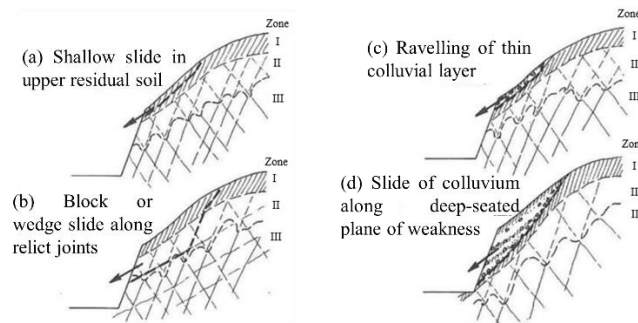 Zone
I
II
III
(a) Shallow slide in
upper residual soil
Zone
I
II
III
(b) Block or
wedge slide along
relict joints
Zon
I
II
III
(c) Ravelling of thin
colluvial layer
Zone
I
II
II
(d) Slide of colluvium
along deep-seated
plane of weakness